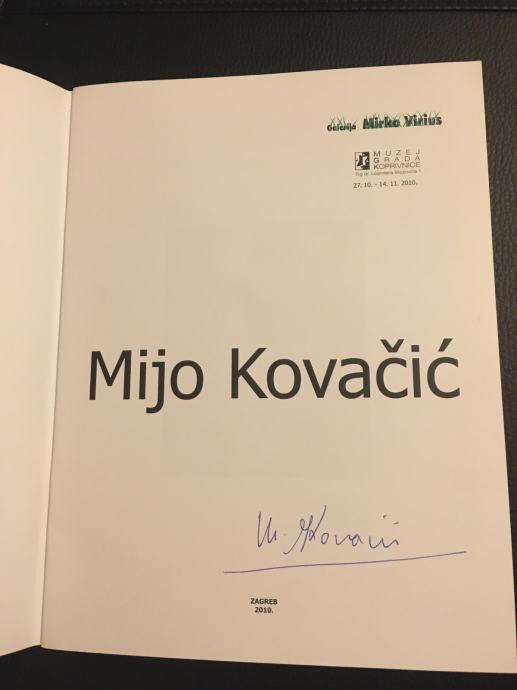 Galerija Mirko Virius
MUZEJ
GRADA
KOPRIVNICE
Trg dr. Leandera Brozovića 1
27. 10. - 14. 11. 2010.
Mijo Kovačić
M. Kovačić
ZAGREB
2010.